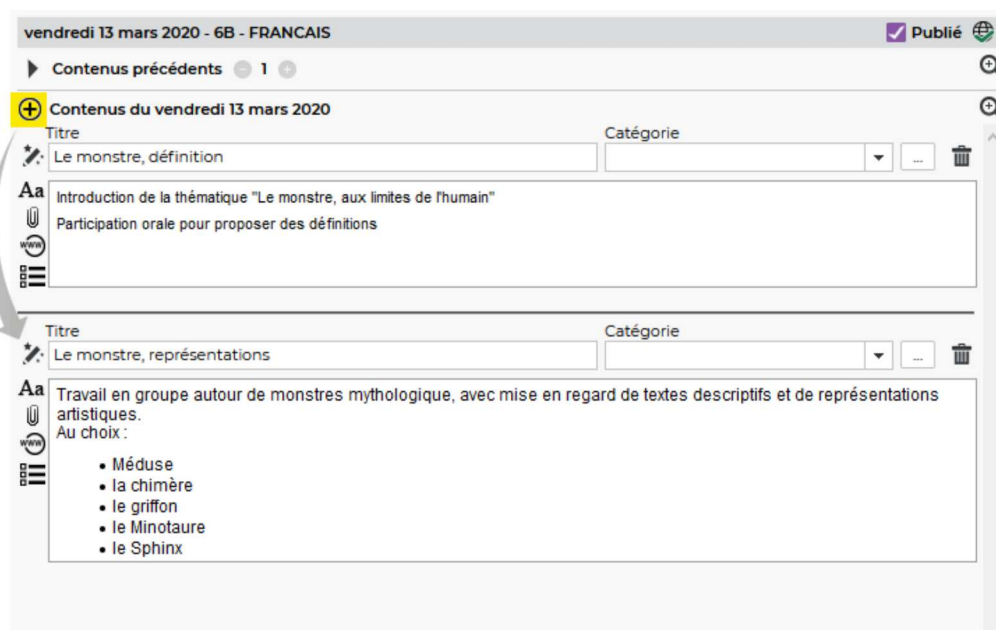 vendredi 13 mars 2020 - 6B - FRANCAIS Publié
Contenus précédents 1
Contenus du vendredi 13 mars 2020
Titre Catégorie
Le monstre, définition ...
Aa
Introduction de la thématique "Le monstre, aux limites de l'humain"
Participation orale pour proposer des définitions
www
Titre Catégorie
Le monstre, représentations ...
Aa
Travail en groupe autour de monstres mythologique, avec mise en regard de textes descriptifs et de représentations
artistiques.
Au choix :
www
• Méduse
• la chimère
• le griffon
• le Minotaure
• le Sphinx